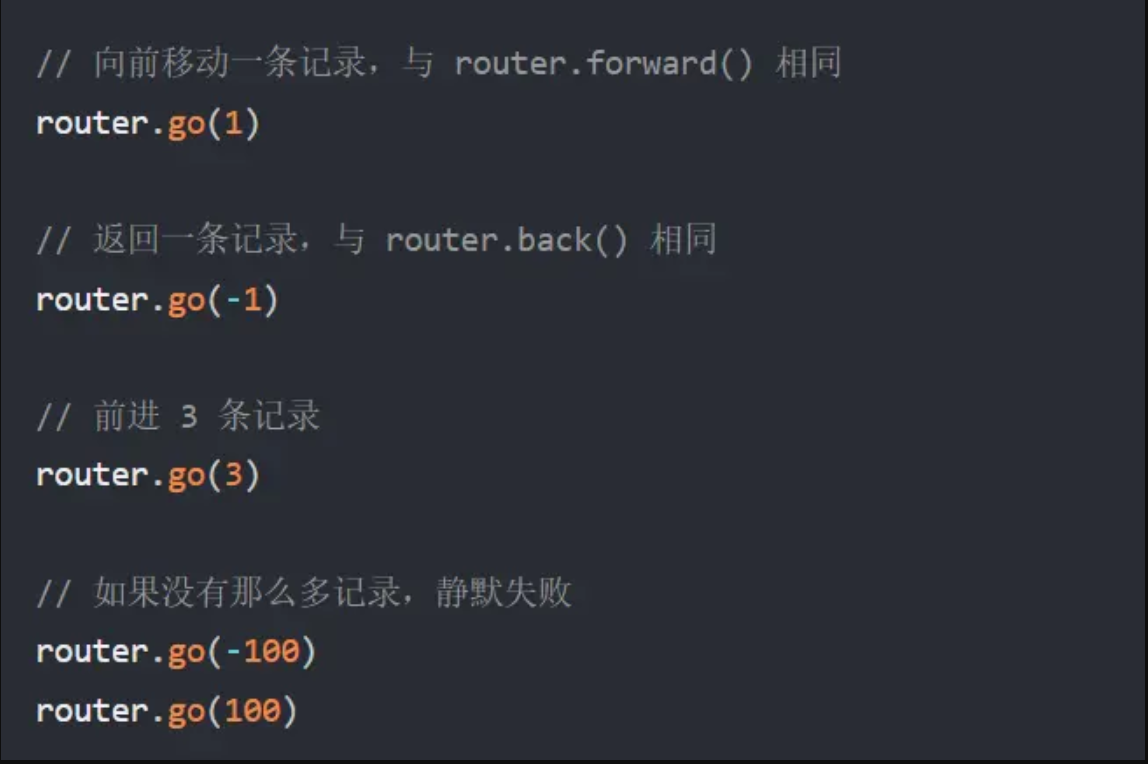 // 向前移动一条记录，与 router.forward() 相同
router.go(1)
// 返回一条记录，与 router.back() 相同
router.go(-1)
// 前进 3 条记录
router.go(3)
// 如果没有那么多记录，静默失败
router.go(-100)
router.go(100)